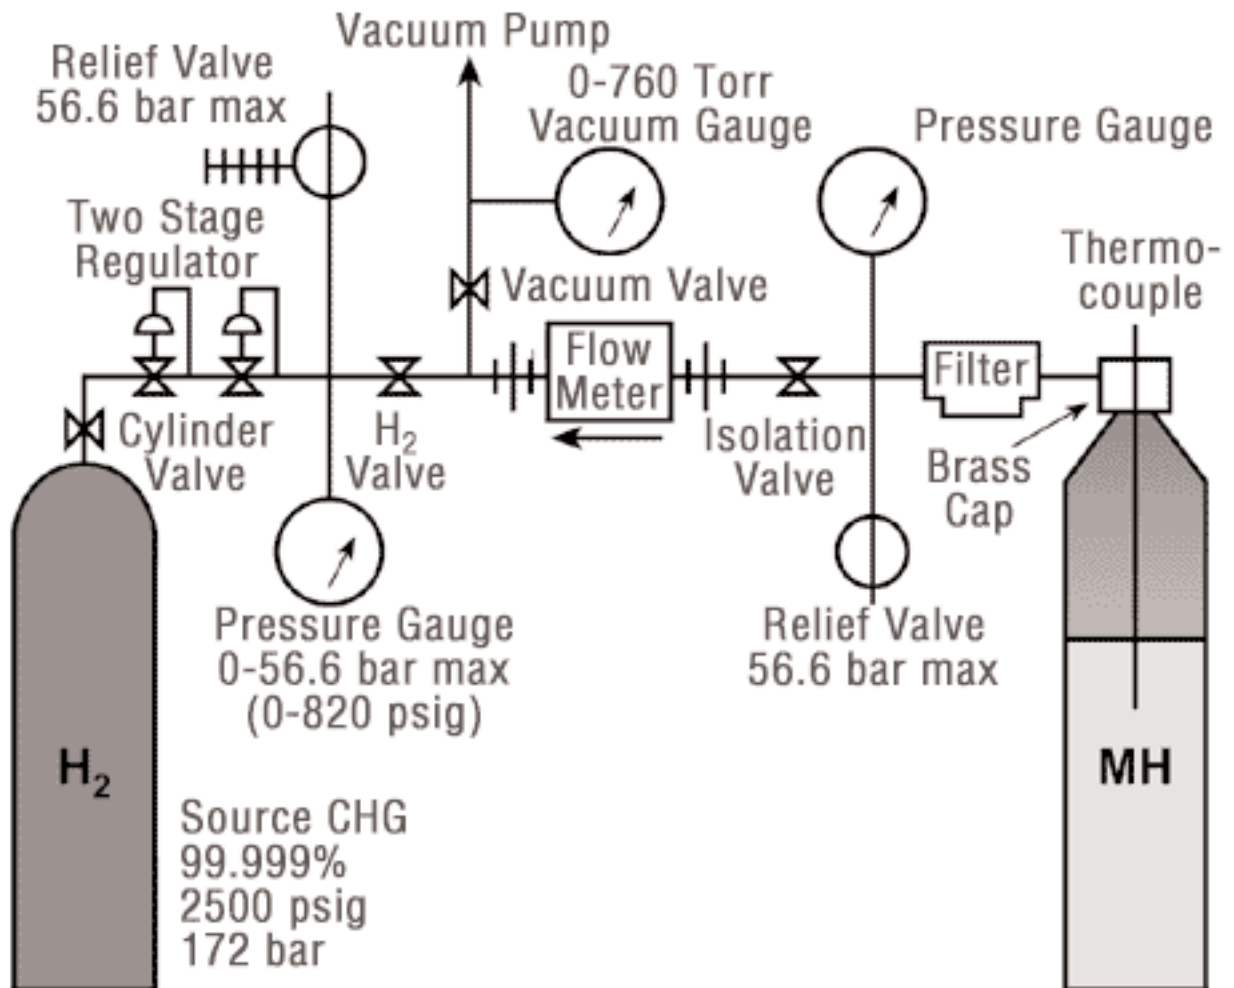 Vacuum Pump
Relief Valve
56.6 bar max
0-760 Torr
Vacuum Gauge
Pressure Gauge
Two Stage
Regulator
Thermo-
couple
Vacuum Valve
Flow
Meter
Filter
Cylinder
Valve
H₂
Valve
Isolation
Valve
Brass
Cap
Pressure Gauge
0-56.6 bar max
(0-820 psig)
Relief Valve
56.6 bar max
H₂
MH
Source CHG
99.999%
2500 psig
172 bar